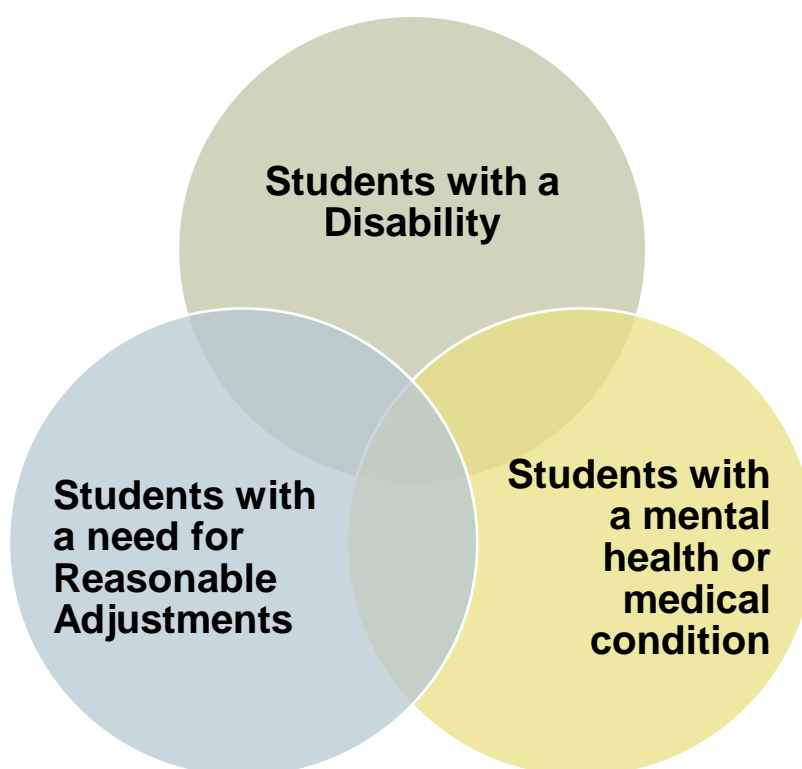 Students with a
Disability
Students with
a need for
Reasonable
Adjustments
Students with
a mental
health or
medical
condition